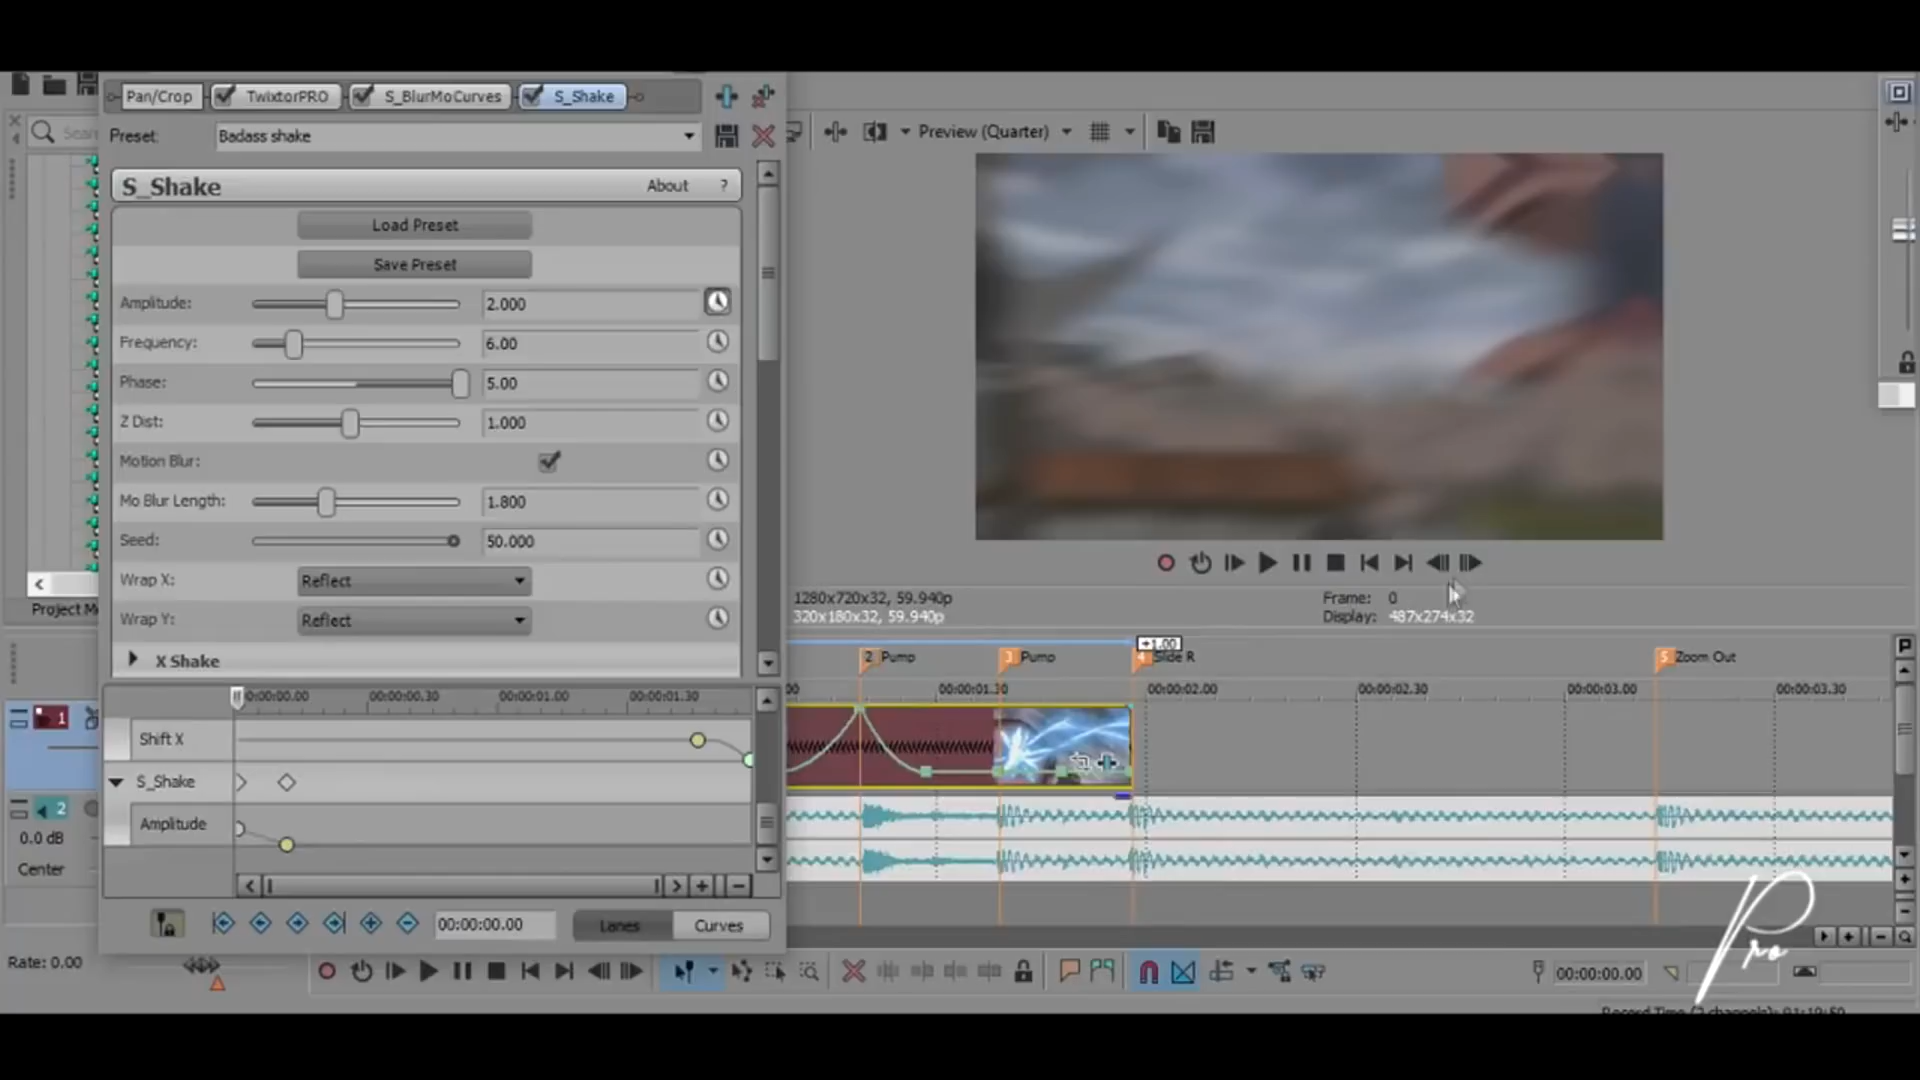 Pan/Crop TwixtorPRO S_BlurMoCurves S_Shake
Preset: Badass shake
S_Shake About ?
Load Preset
Save Preset
Amplitude: 2.000
Frequency: 6.00
Phase: 5.00
Z Dist: 1.000
Motion Blur:
Mo Blur Length: 1.800
Seed: 50.000
Wrap X: Reflect
Wrap Y: Reflect
X Shake
Preview (Quarter)
Project M
1280x720x32, 59.940p
320x180x32, 59.940p
Frame: 0
Display: 487x274x32
+1.00
2 Pump 3 Pump 4 Slide R 5 Zoom Out
00:00:01.30 00:00:02.00 00:00:02.30 00:00:03.00 00:00:03.30
0:00:00.00 00:00:00.30 00:00:01.00 00:00:01.30
Shift X
S_Shake
Amplitude
1
2
0.0 dB
Center
00:00:00.00 Lanes Curves
Rate: 0.00
00:00:00.00
Pro
P